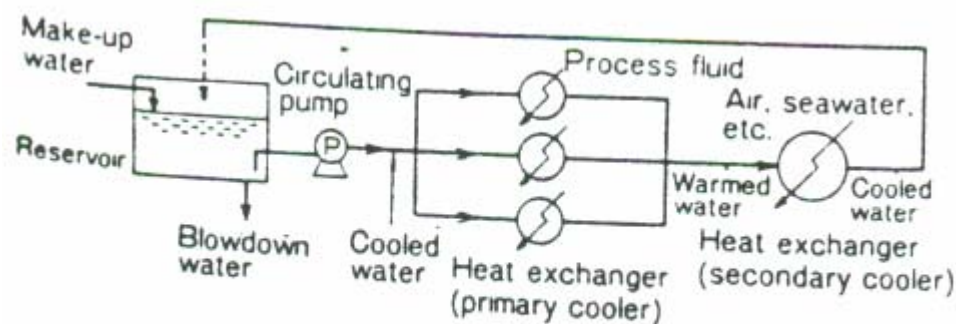 Make-up
water
Circulating
pump
Process fluid
Air, seawater,
etc.
Reservoir
P
Warmed
water
Cooled
water
Blowdown
water
Cooled
water
Heat exchanger
(primary cooler)
Heat exchanger
(secondary cooler)